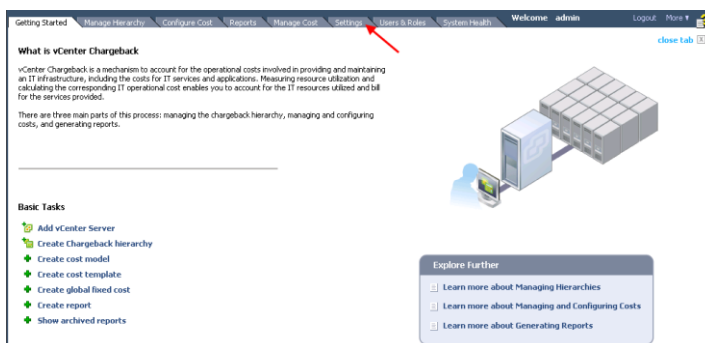 Getting Started Manage Hierarchy Configure Cost Reports Manage Cost Settings Users & Roles System Health Welcome admin Logout More
close tab
What is vCenter Chargeback
vCenter Chargeback is a mechanism to account for the operational costs involved in providing and maintaining
an IT infrastructure, including the costs for IT services and applications. Measuring resource utilization and
calculating the corresponding IT operational cost enables you to account for the IT resources utilized and bill
for the services provided.
There are three main parts of this process: managing the chargeback hierarchy, managing and configuring
costs, and generating reports.
Basic Tasks
Add vCenter Server
Create Chargeback hierarchy
Create cost model
Create cost template
Create global fixed cost
Create report
Show archived reports
Explore Further
Learn more about Managing Hierarchies
Learn more about Managing and Configuring Costs
Learn more about Generating Reports